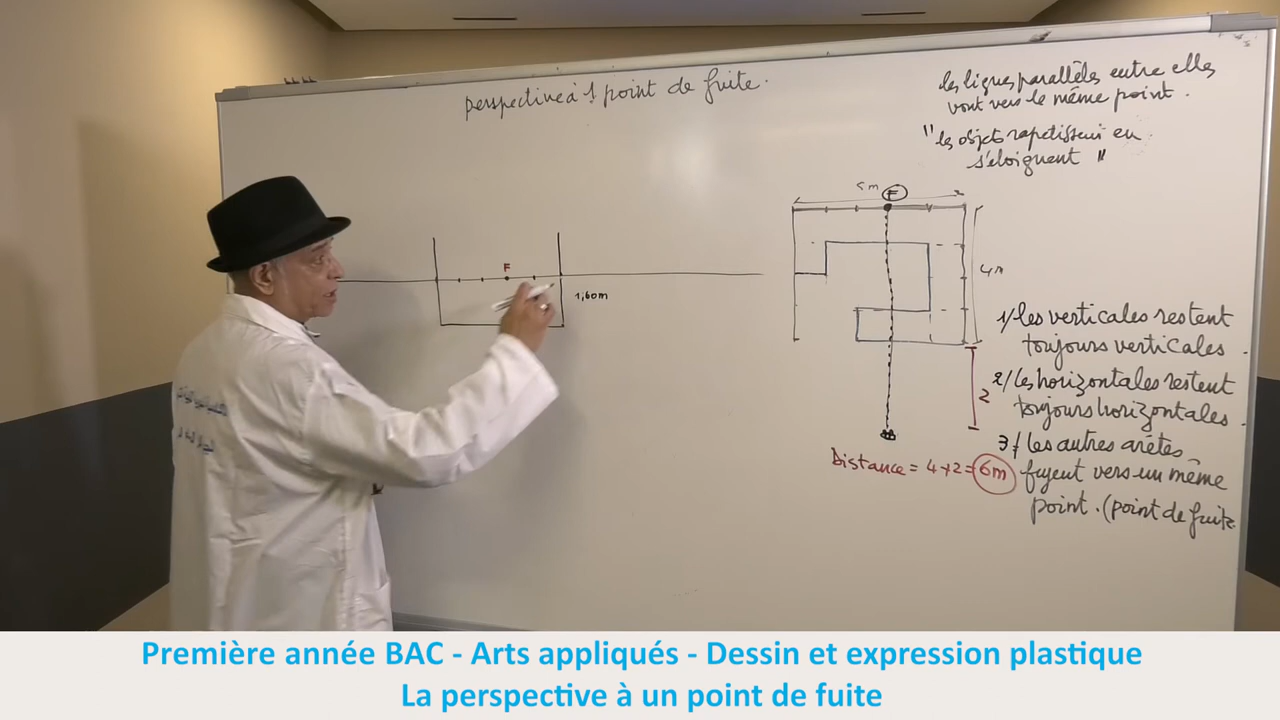 perspective à 1 point de fuite.
les lignes parallèles entre elles
vont vers le même point.
"les objets rapetissent en
s'éloignent"
5m
F
4m
2
Distance = 4+2 = 6m
F
1,60m
1/ les verticales restent
toujours verticales.
2/ les horizontales restent
toujours horizontales.
3/ les autres arêtes
fuyent vers un même
point. (point de fuite
Première année BAC - Arts appliqués - Dessin et expression plastique
La perspective à un point de fuite